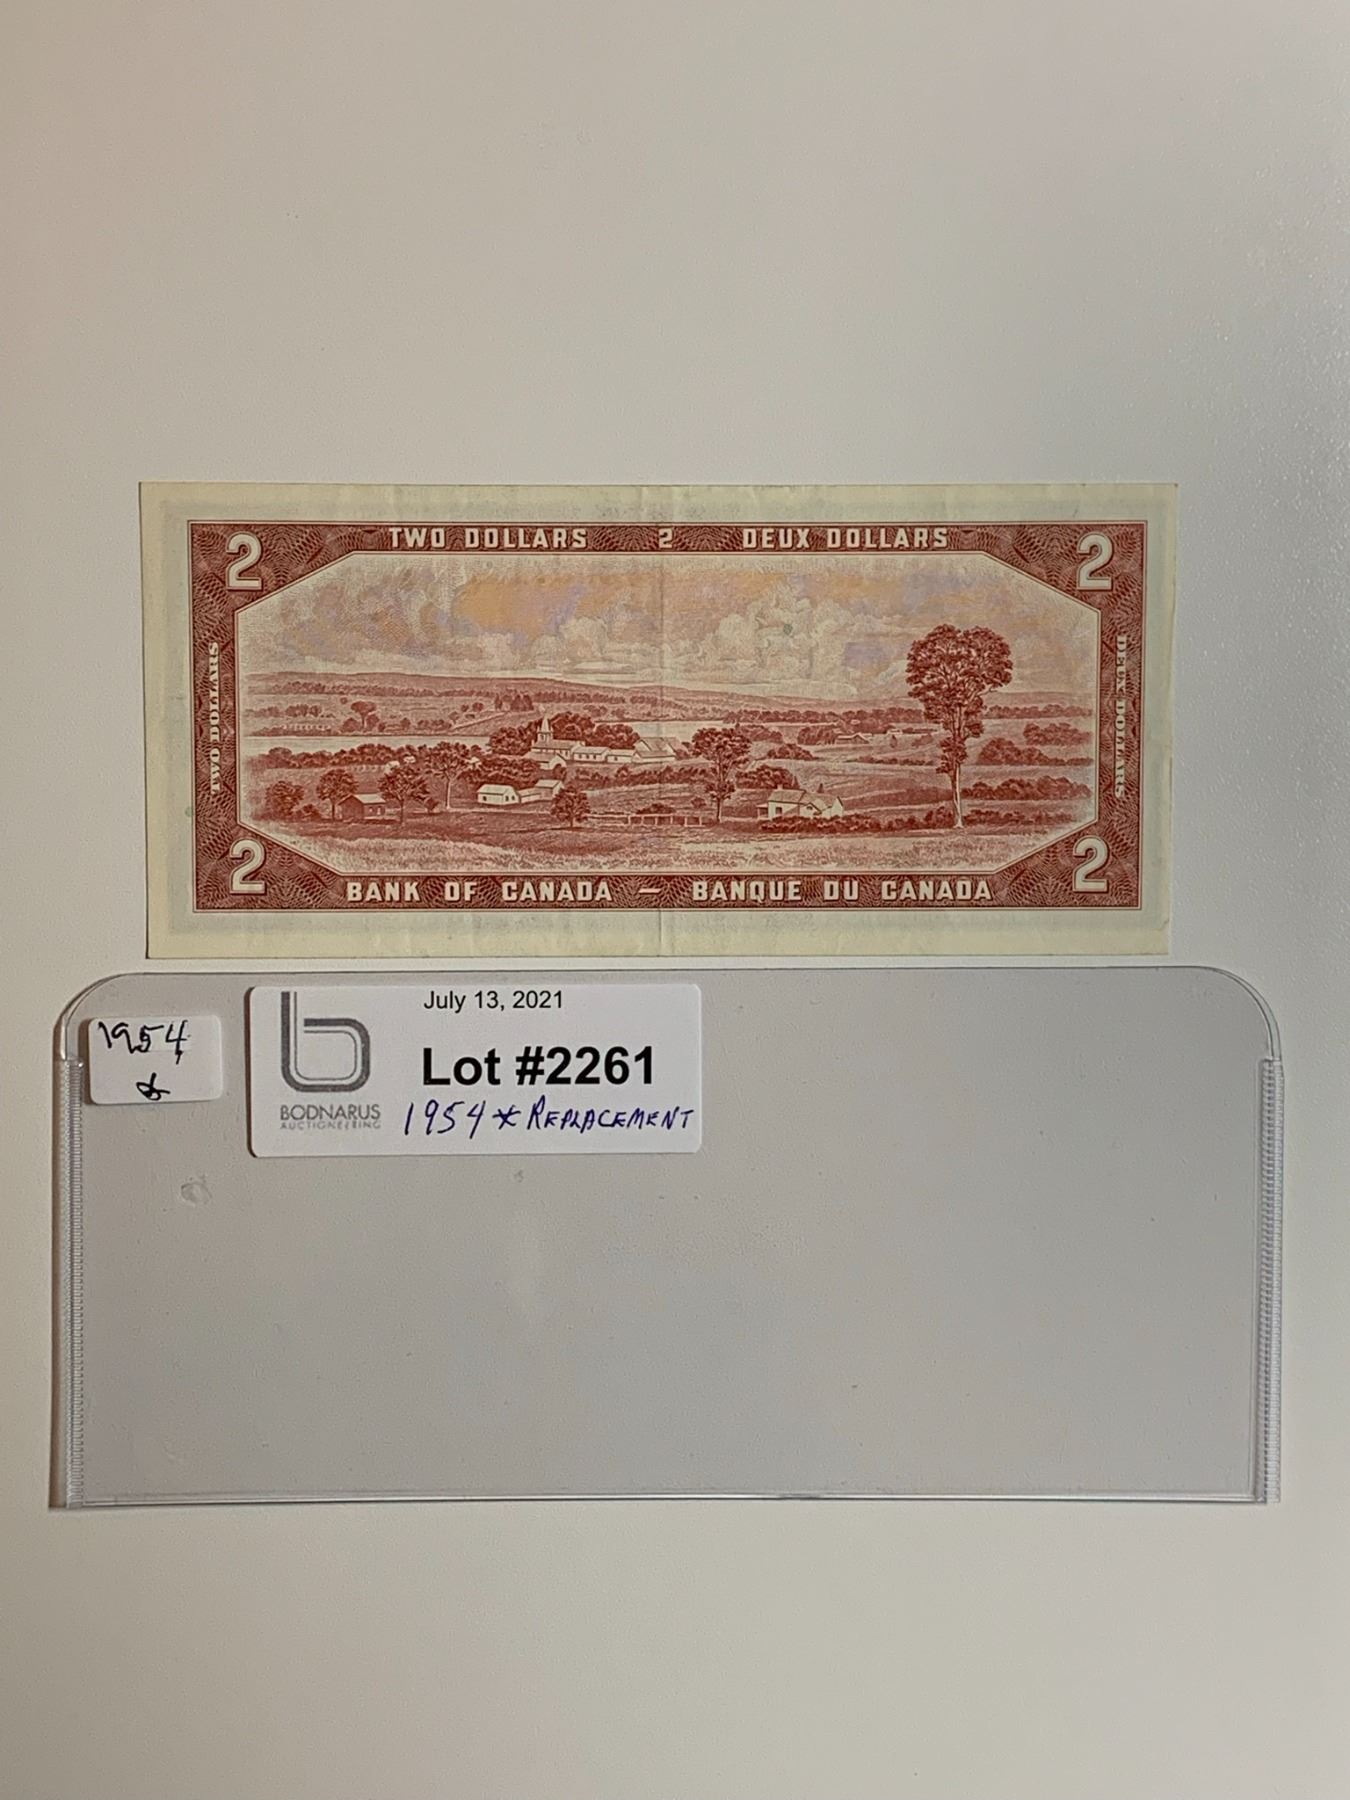 TWO DOLLARS 2 DEUX DOLLARS
2 2
TWO DOLLARS
DEUX DOLLARS
2 2
BANK OF CANADA — BANQUE DU CANADA
1954
*
July 13, 2021
Lot #2261
b
BODNARUS
AUCTIONEERING
1954 * REPLACEMENT